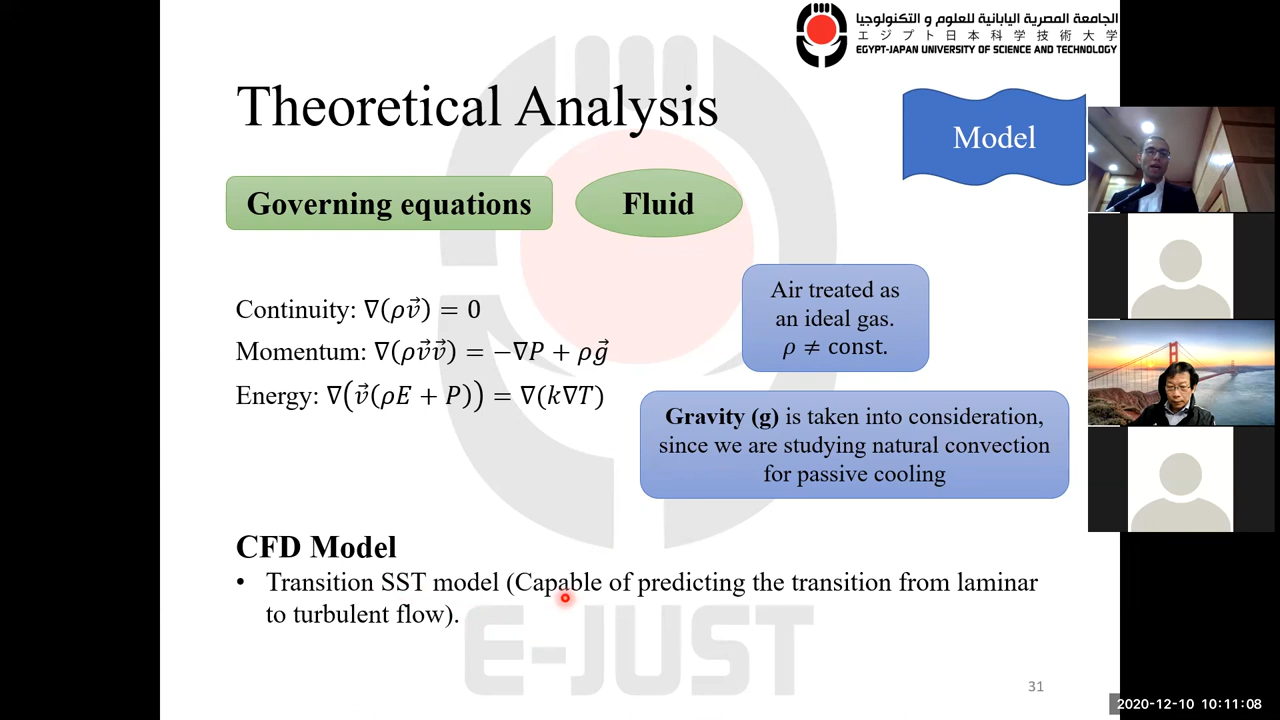 الجامعة المصرية اليابانية للعلوم و التكنولوجيا
エジプト日本科学技術大学
EGYPT-JAPAN UNIVERSITY OF SCIENCE AND TECHNOLOGY
Theoretical Analysis
Model
Governing equations
Fluid
Continuity: ∇(ρv⃗) = 0
Momentum: ∇(ρv⃗v⃗) = −∇P + ρg⃗
Energy: ∇(v⃗(ρE + P)) = ∇(k∇T)
Air treated as
an ideal gas.
ρ ≠ const.
Gravity (g) is taken into consideration,
since we are studying natural convection
for passive cooling
CFD Model
• Transition SST model (Capable of predicting the transition from laminar
to turbulent flow).
E-JUST
31
2020-12-10 10:11:08